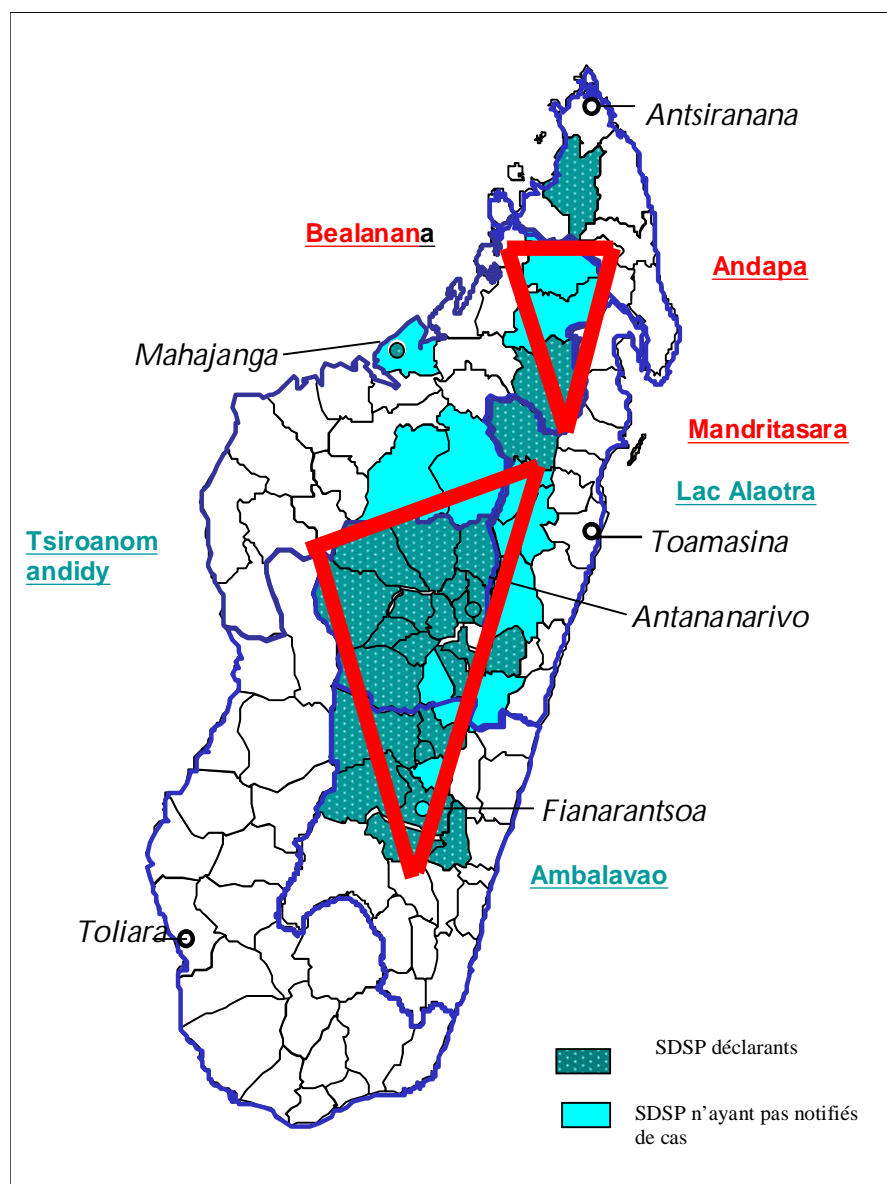 Antsiranana
Bealanana
Andapa
Mahajanga
Mandritasara
Lac Alaotra
Tsiroanom
andidy
Toamasina
Antananarivo
Fianarantsoa
Ambalavao
Toliara
SDSP déclarants
SDSP n'ayant pas notifiés
de cas